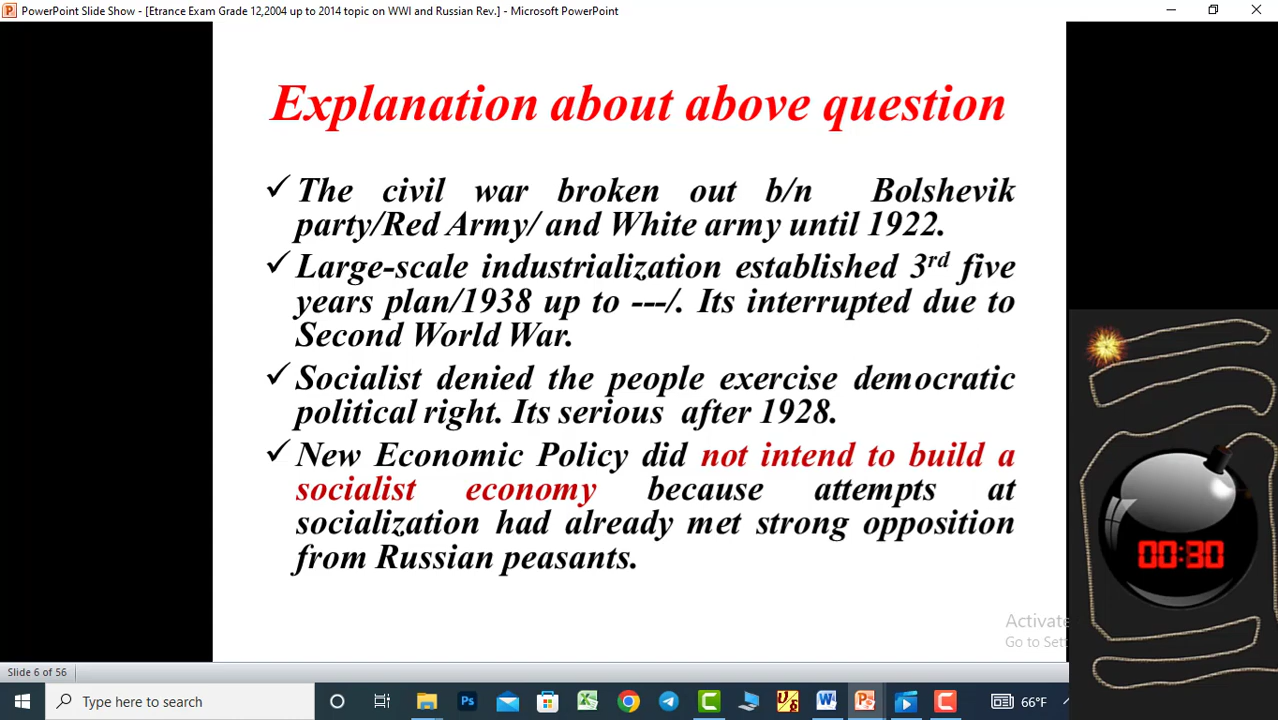 PowerPoint Slide Show - [Etrance Exam Grade 12,2004 up to 2014 topic on WWI and Russian Rev.] - Microsoft PowerPoint
Explanation about above question
✓ The civil war broken out b/n Bolshevik
party/Red Army/ and White army until 1922.
✓ Large-scale industrialization established 3rd five
years plan/1938 up to ---/. Its interrupted due to
Second World War.
✓ Socialist denied the people exercise democratic
political right. Its serious after 1928.
✓ New Economic Policy did not intend to build a
socialist economy because attempts at
socialization had already met strong opposition
from Russian peasants.
00:30
Activate
Go to Set
Slide 6 of 56
Type here to search
66°F